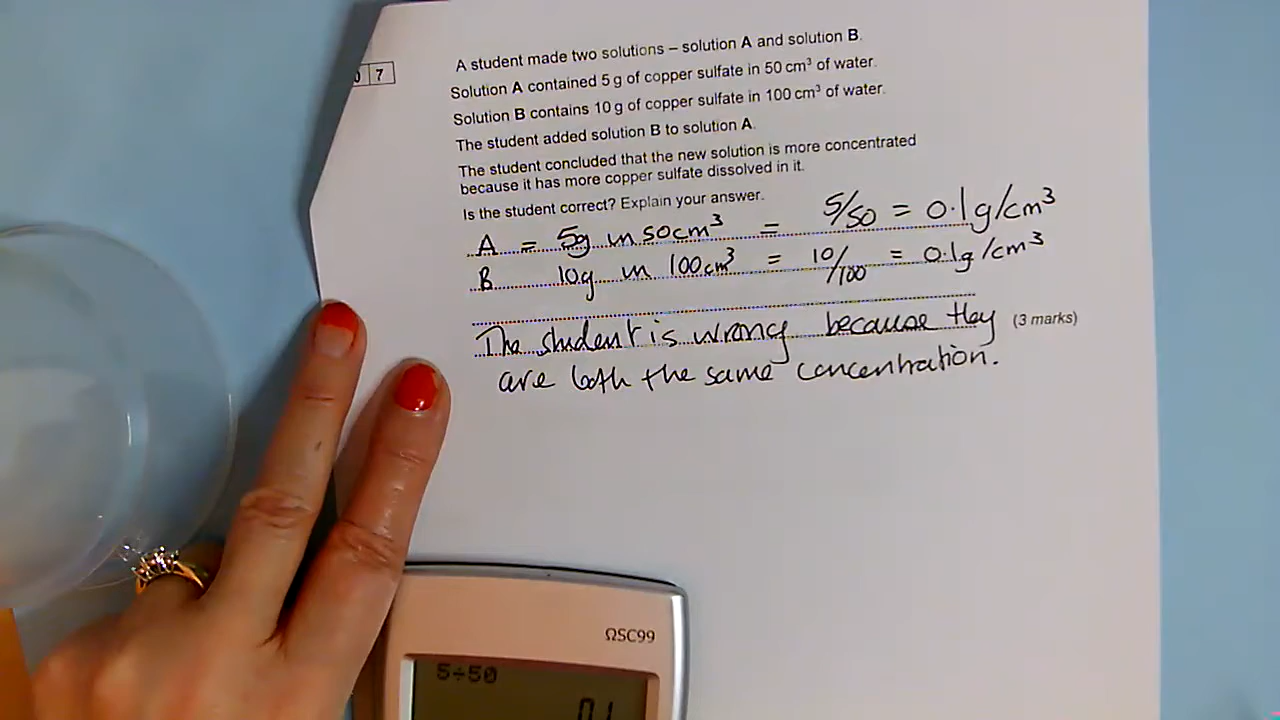 0 7
A student made two solutions – solution A and solution B.
Solution A contained 5 g of copper sulfate in 50 cm³ of water.
Solution B contains 10 g of copper sulfate in 100 cm³ of water.
The student added solution B to solution A.
The student concluded that the new solution is more concentrated
because it has more copper sulfate dissolved in it.
Is the student correct? Explain your answer.
A = 5g in 50cm³ = 5/50 = 0.1g/cm³
B 10g in 100cm³ = 10/100 = 0.1g/cm³
The student is wrong because they (3 marks)
are both the same concentration.
ΩSC99
5÷50
0.1